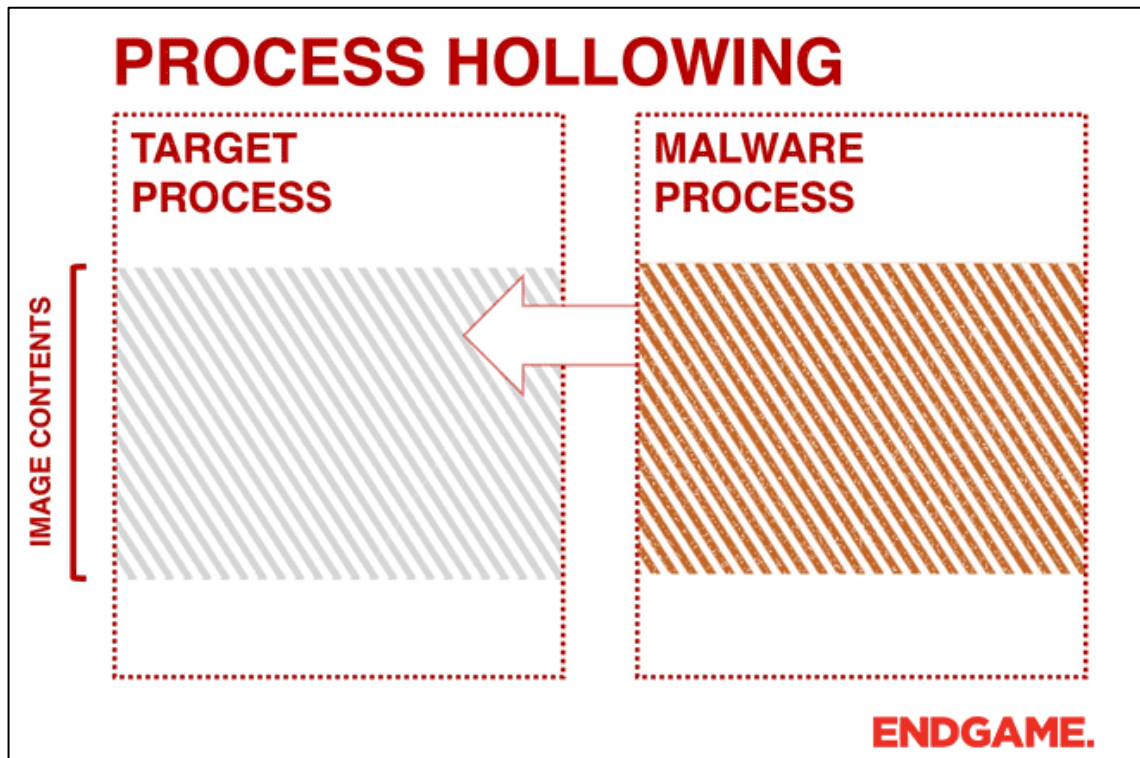 PROCESS HOLLOWING
TARGET
PROCESS
MALWARE
PROCESS
IMAGE CONTENTS
ENDGAME.